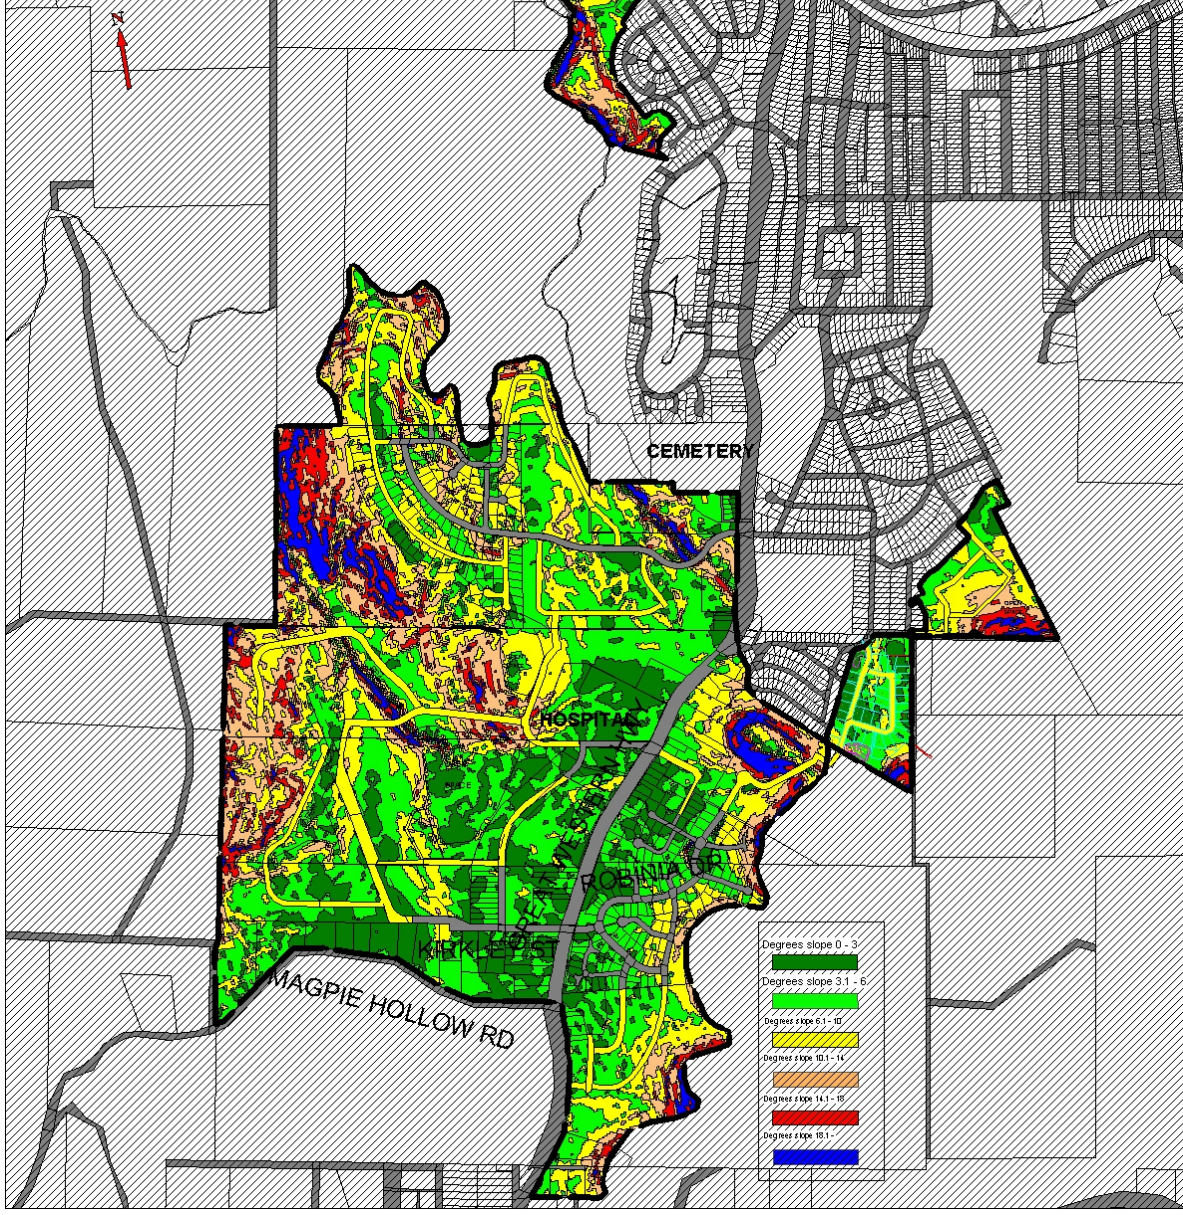 N
CEMETERY
OPEN
HOSPITAL
GREAT WESTERN HWY
ROBINIA DR
KIRKLEY ST
MAGPIE HOLLOW RD
Degrees slope 0 - 3
Degrees slope 3.1 - 6
Degrees slope 6.1 - 10
Degrees slope 10.1 - 14
Degrees slope 14.1 - 18
Degrees slope 18.1 -